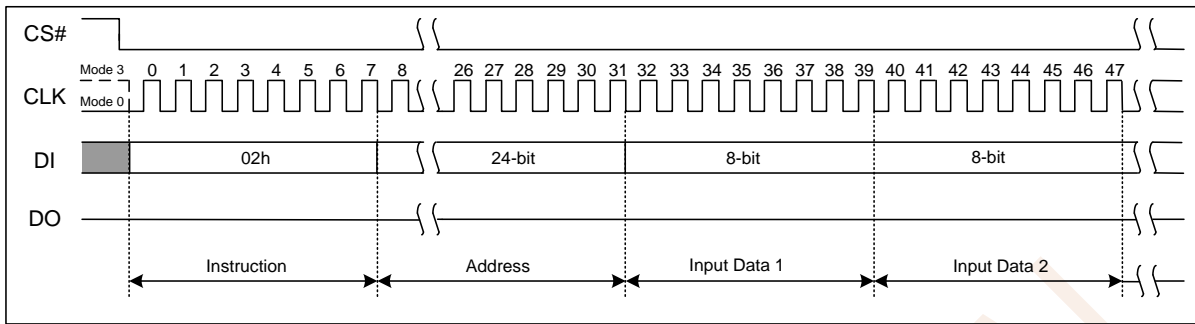 CS#
Mode 3 0 1 2 3 4 5 6 7 8 26 27 28 29 30 31 32 33 34 35 36 37 38 39 40 41 42 43 44 45 46 47
CLK
Mode 0
DI 02h 24-bit 8-bit 8-bit
DO
Instruction Address Input Data 1 Input Data 2